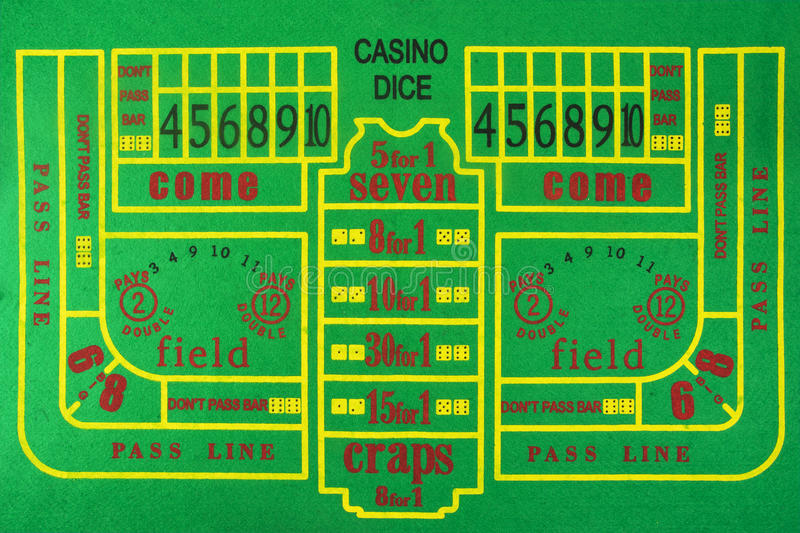 CASINO
DICE
DON'T
PASS
BAR
4 5 6 8 9 10
come
4 5 6 8 9 10
DON'T
PASS
BAR
come
PASS LINE
DON'T PASS BAR
3 4 9 10 11
PAYS
2
DOUBLE
PAYS
12
DOUBLE
field
BIG
6 8
DON'T PASS BAR
PASS LINE
5 for 1
seven
8 for 1
10 for 1
30 for 1
15 for 1
craps
8 for 1
3 4 9 10 11
PAYS
2
DOUBLE
PAYS
12
DOUBLE
field
DON'T PASS BAR
PASS LINE
BIG
6 8
DON'T PASS BAR
PASS LINE
dreamstime